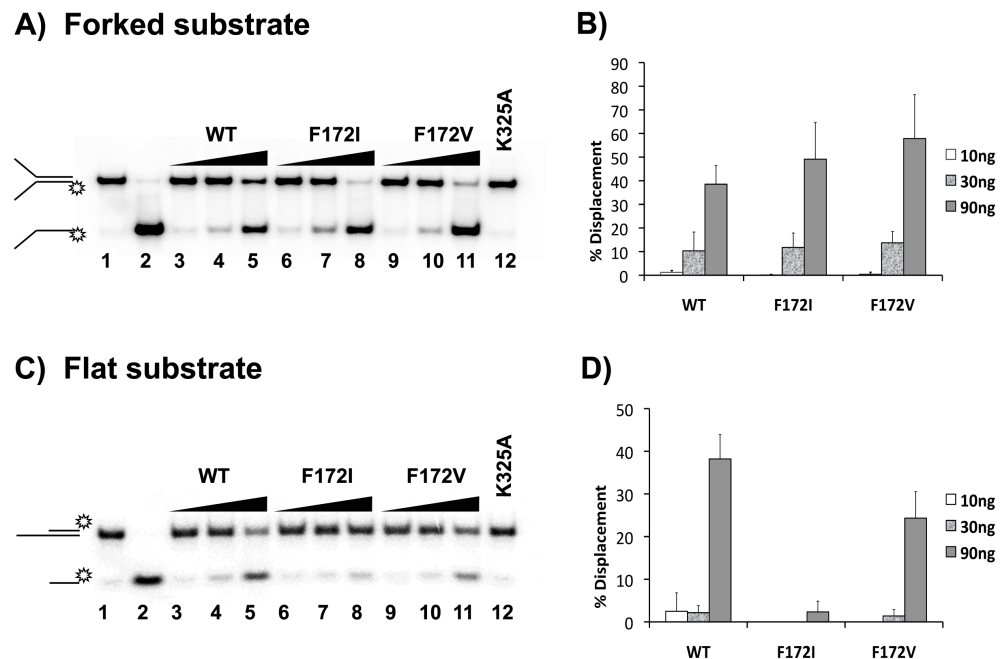 A) Forked substrate
WT F172I F172V K325A
1 2 3 4 5 6 7 8 9 10 11 12
B)
% Displacement
90
80
70
60
50
40
30
20
10
0
WT F172I F172V
10ng
30ng
90ng
C) Flat substrate
WT F172I F172V K325A
1 2 3 4 5 6 7 8 9 10 11 12
D)
% Displacement
50
40
30
20
10
0
WT F172I F172V
10ng
30ng
90ng